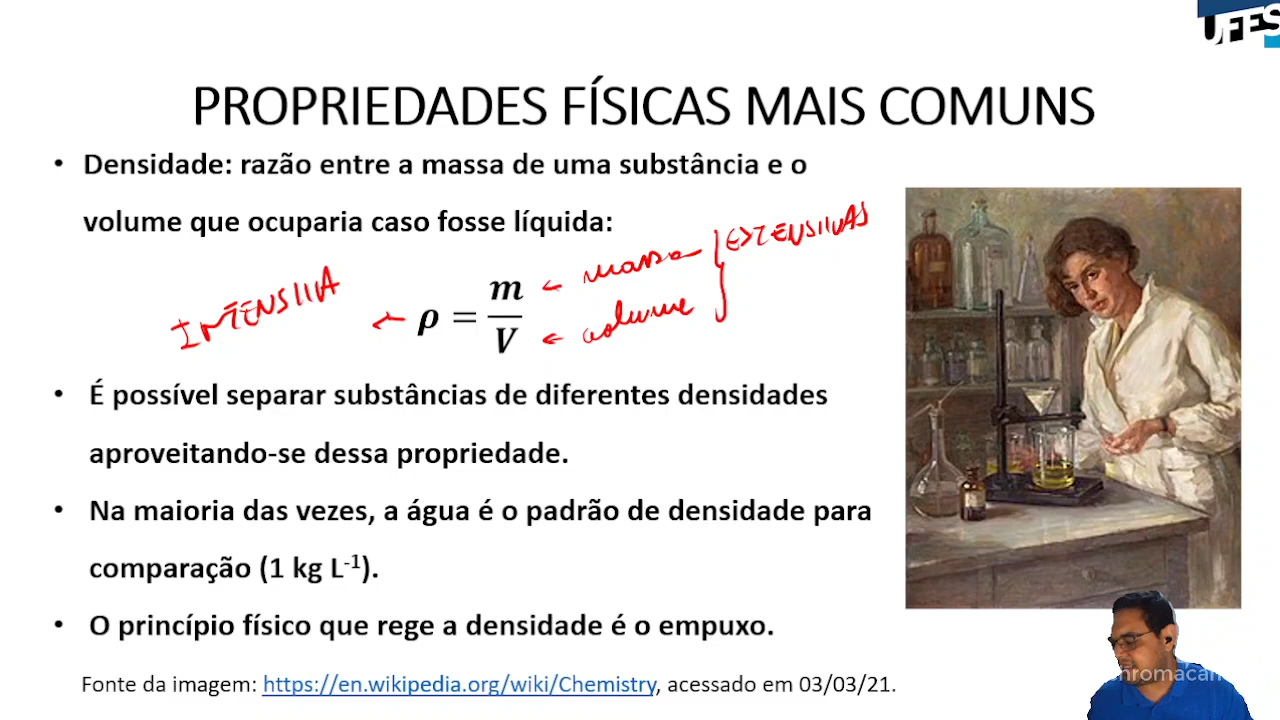 UFES
PROPRIEDADES FÍSICAS MAIS COMUNS
• Densidade: razão entre a massa de uma substância e o
volume que ocuparia caso fosse líquida:
EXTENSIVAS
massa
INTENSIVA
ρ = m/V
volume
• É possível separar substâncias de diferentes densidades
aproveitando-se dessa propriedade.
• Na maioria das vezes, a água é o padrão de densidade para
comparação (1 kg L⁻¹).
• O princípio físico que rege a densidade é o empuxo.
Fonte da imagem: https://en.wikipedia.org/wiki/Chemistry, acessado em 03/03/21.